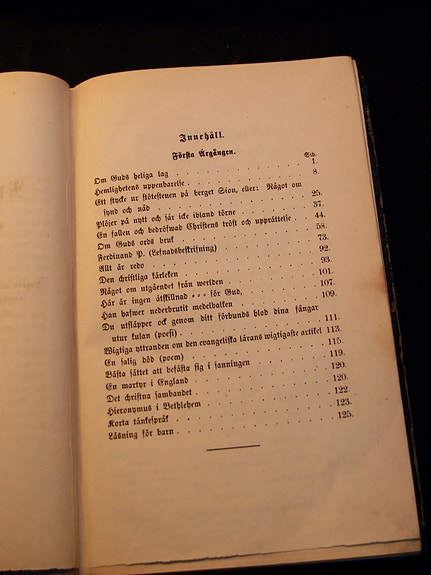 Innehåll.
Första Årgången.
Sid.
Om Guds heliga lag 1.
Hemlighetens uppenbarelse 8.
Ett stycke ur stötestenen på berget Sion, eller: Något om
synd och nåd 25.
Plöjer på nytt och sår icke ibland törne 37.
En fallen och bedröfwad Christens tröst och upprättelse 44.
Om Guds ords bruk 58.
Ferdinand P. (Lefnadsbeskrifning) 73.
Allt är redo 92.
Den christliga kärleken 93.
Något om utgåendet från werlden 101.
Här är ingen åtskillnad *** för Gud, 107.
Han hafwer nederbrutit medelbalken 109.
Du utsläpper ock genom ditt förbunds blod dina fångar
utur kulan (poesi) 111.
Wigtiga yttranden om den evangeliska lärans wigtigaste artikel 113.
En salig död (poem) 115.
Bästa sättet att befästa sig i sanningen 119.
En martyr i England 120.
Det christna sambandet 120.
Hieronymus i Bethlehem 122.
Korta tänkespråk 123.
Läsning för barn 125.